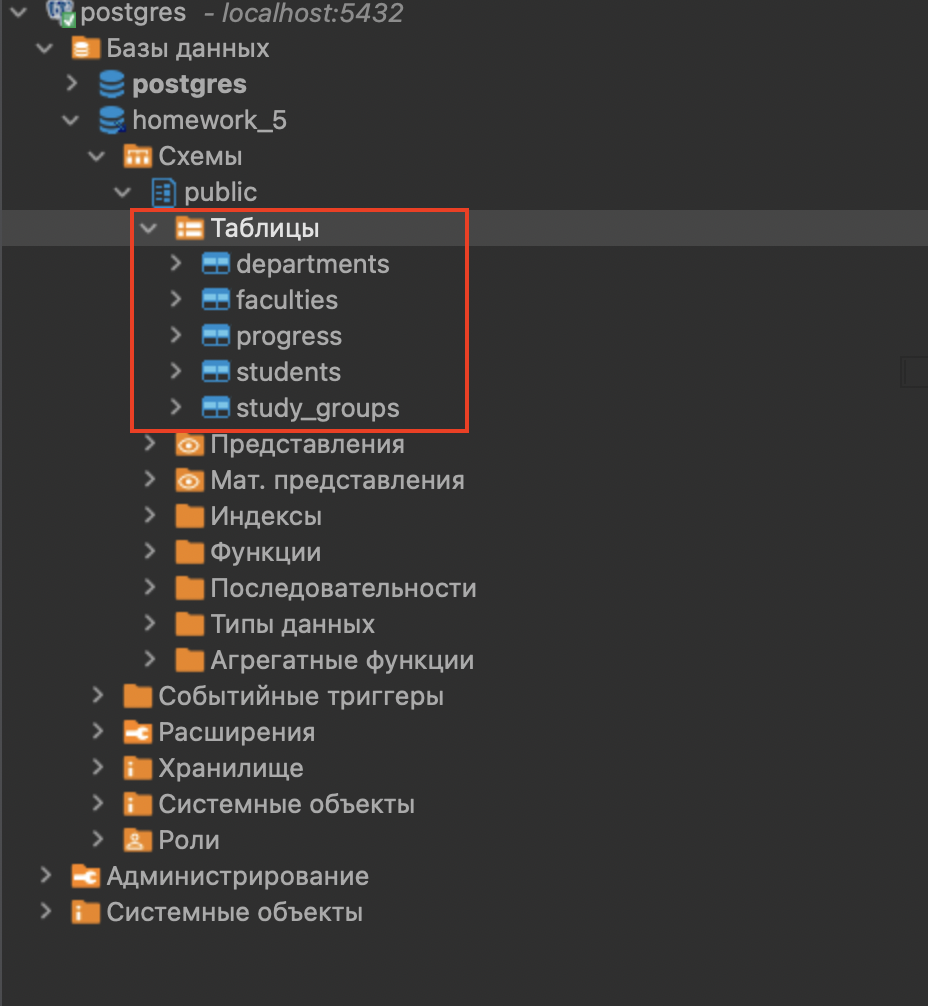 postgres - localhost:5432
Базы данных
postgres
homework_5
Схемы
public
Таблицы
departments
faculties
progress
students
study_groups
Представления
Мат. представления
Индексы
Функции
Последовательности
Типы данных
Агрегатные функции
Событийные триггеры
Расширения
Хранилище
Системные объекты
Роли
Администрирование
Системные объекты